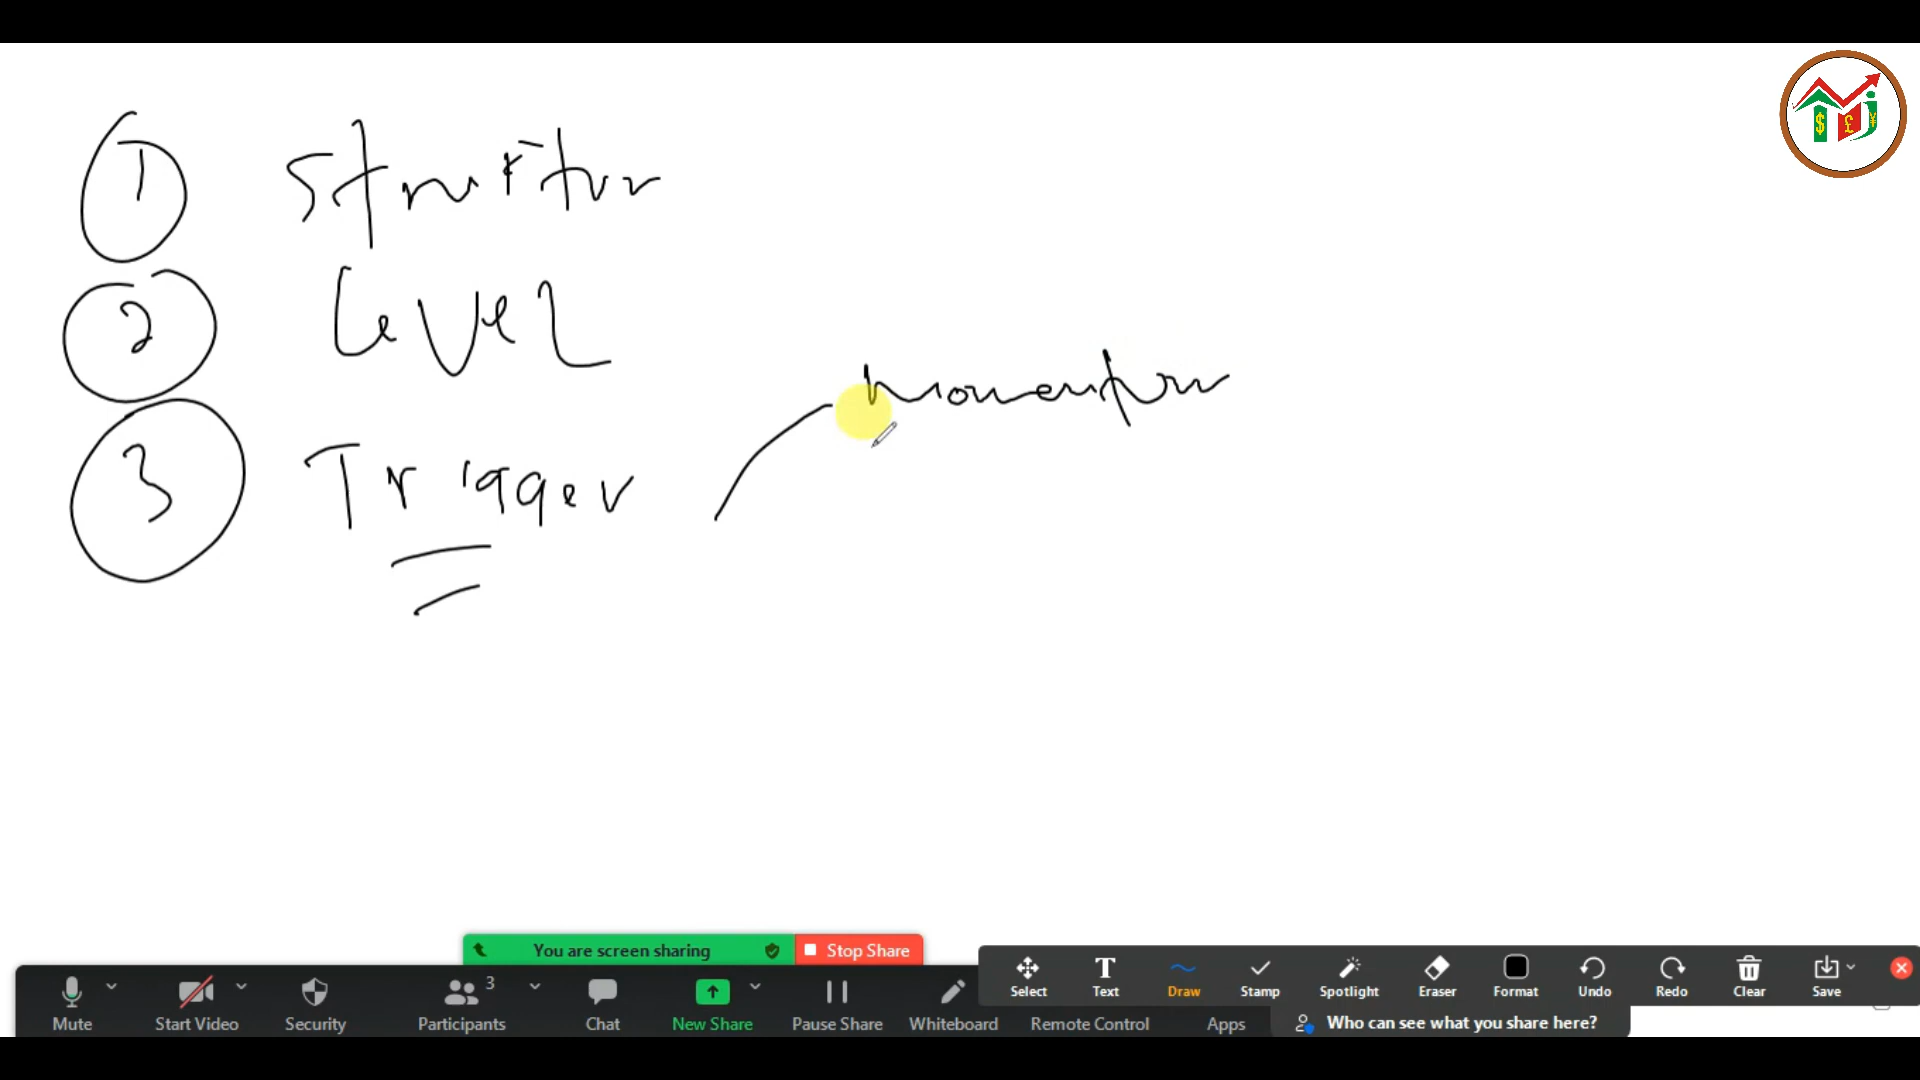 1 Structur
2 Level
Momentum
3 Trigger
You are screen sharing Stop Share
Select Text Draw Stamp Spotlight Eraser Format Undo Redo Clear Save
3
Mute Start Video Security Participants Chat New Share Pause Share Whiteboard Remote Control Apps
Who can see what you share here?